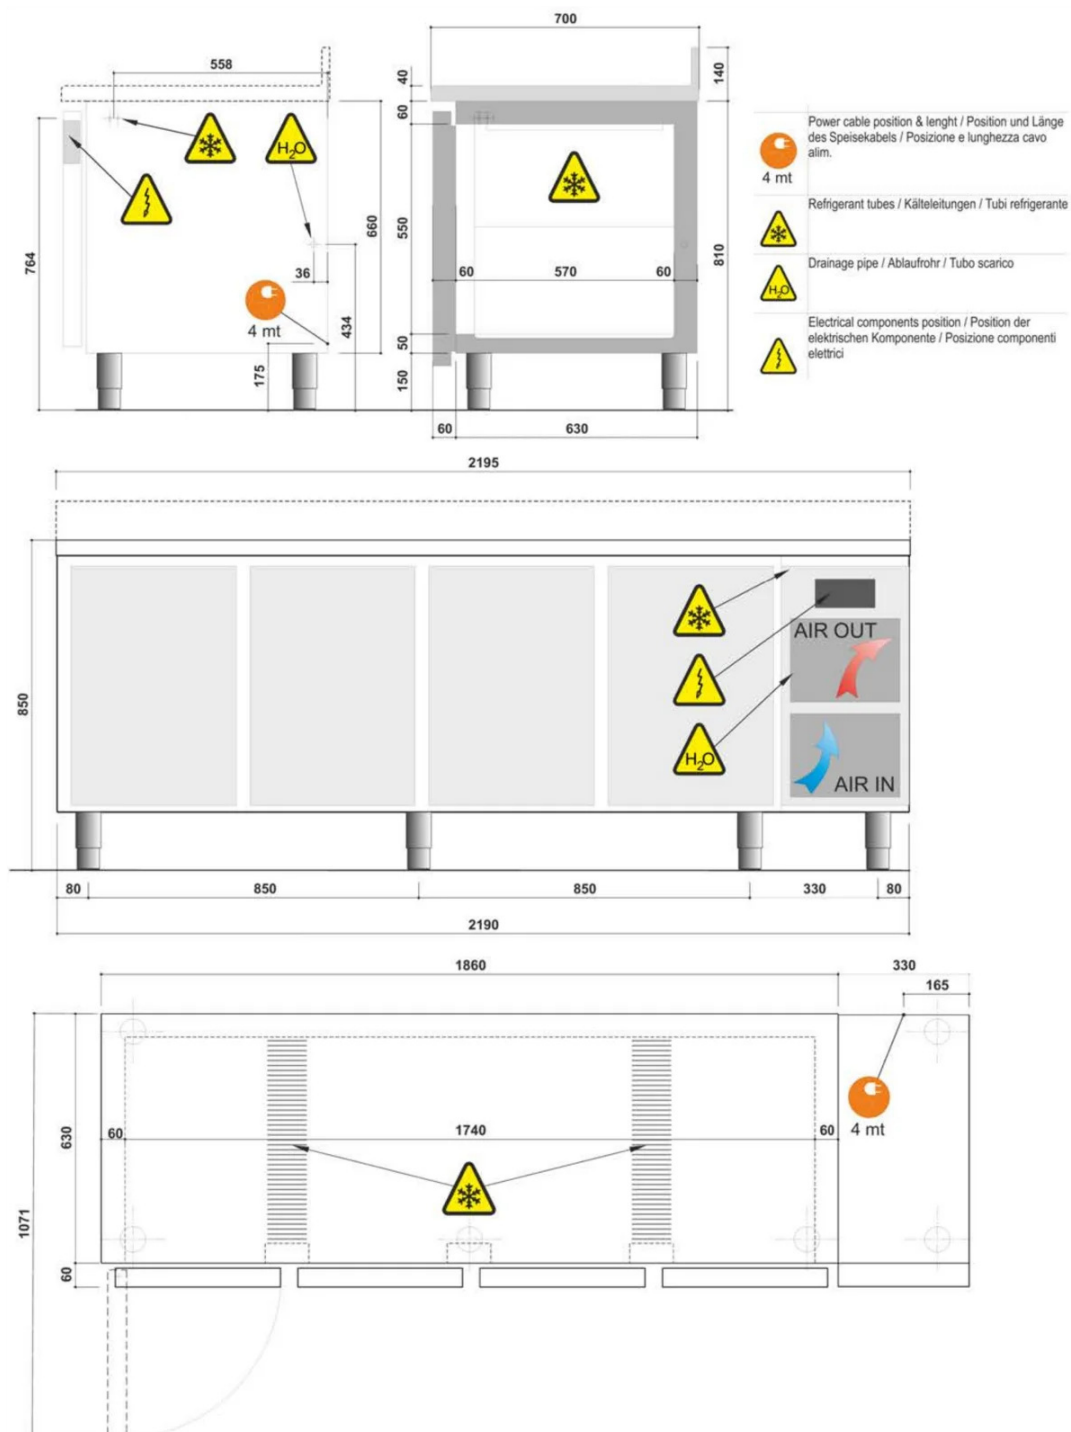 558
764
660
36
434
175
4 mt
H₂O
700
40
140
60
550
810
60
570
60
50
150
60
630
Power cable position & lenght / Position und Länge
des Speisekabels / Posizione e lunghezza cavo
alim.
4 mt
Refrigerant tubes / Kälteleitungen / Tubi refrigerante
Drainage pipe / Ablaufrohr / Tubo scarico
H₂O
Electrical components position / Position der
elektrischen Komponente / Posizione componenti
elettrici
2195
850
AIR OUT
H₂O
AIR IN
80
850
850
330
80
2190
1860
330
165
4 mt
630
60
1740
60
1071
60